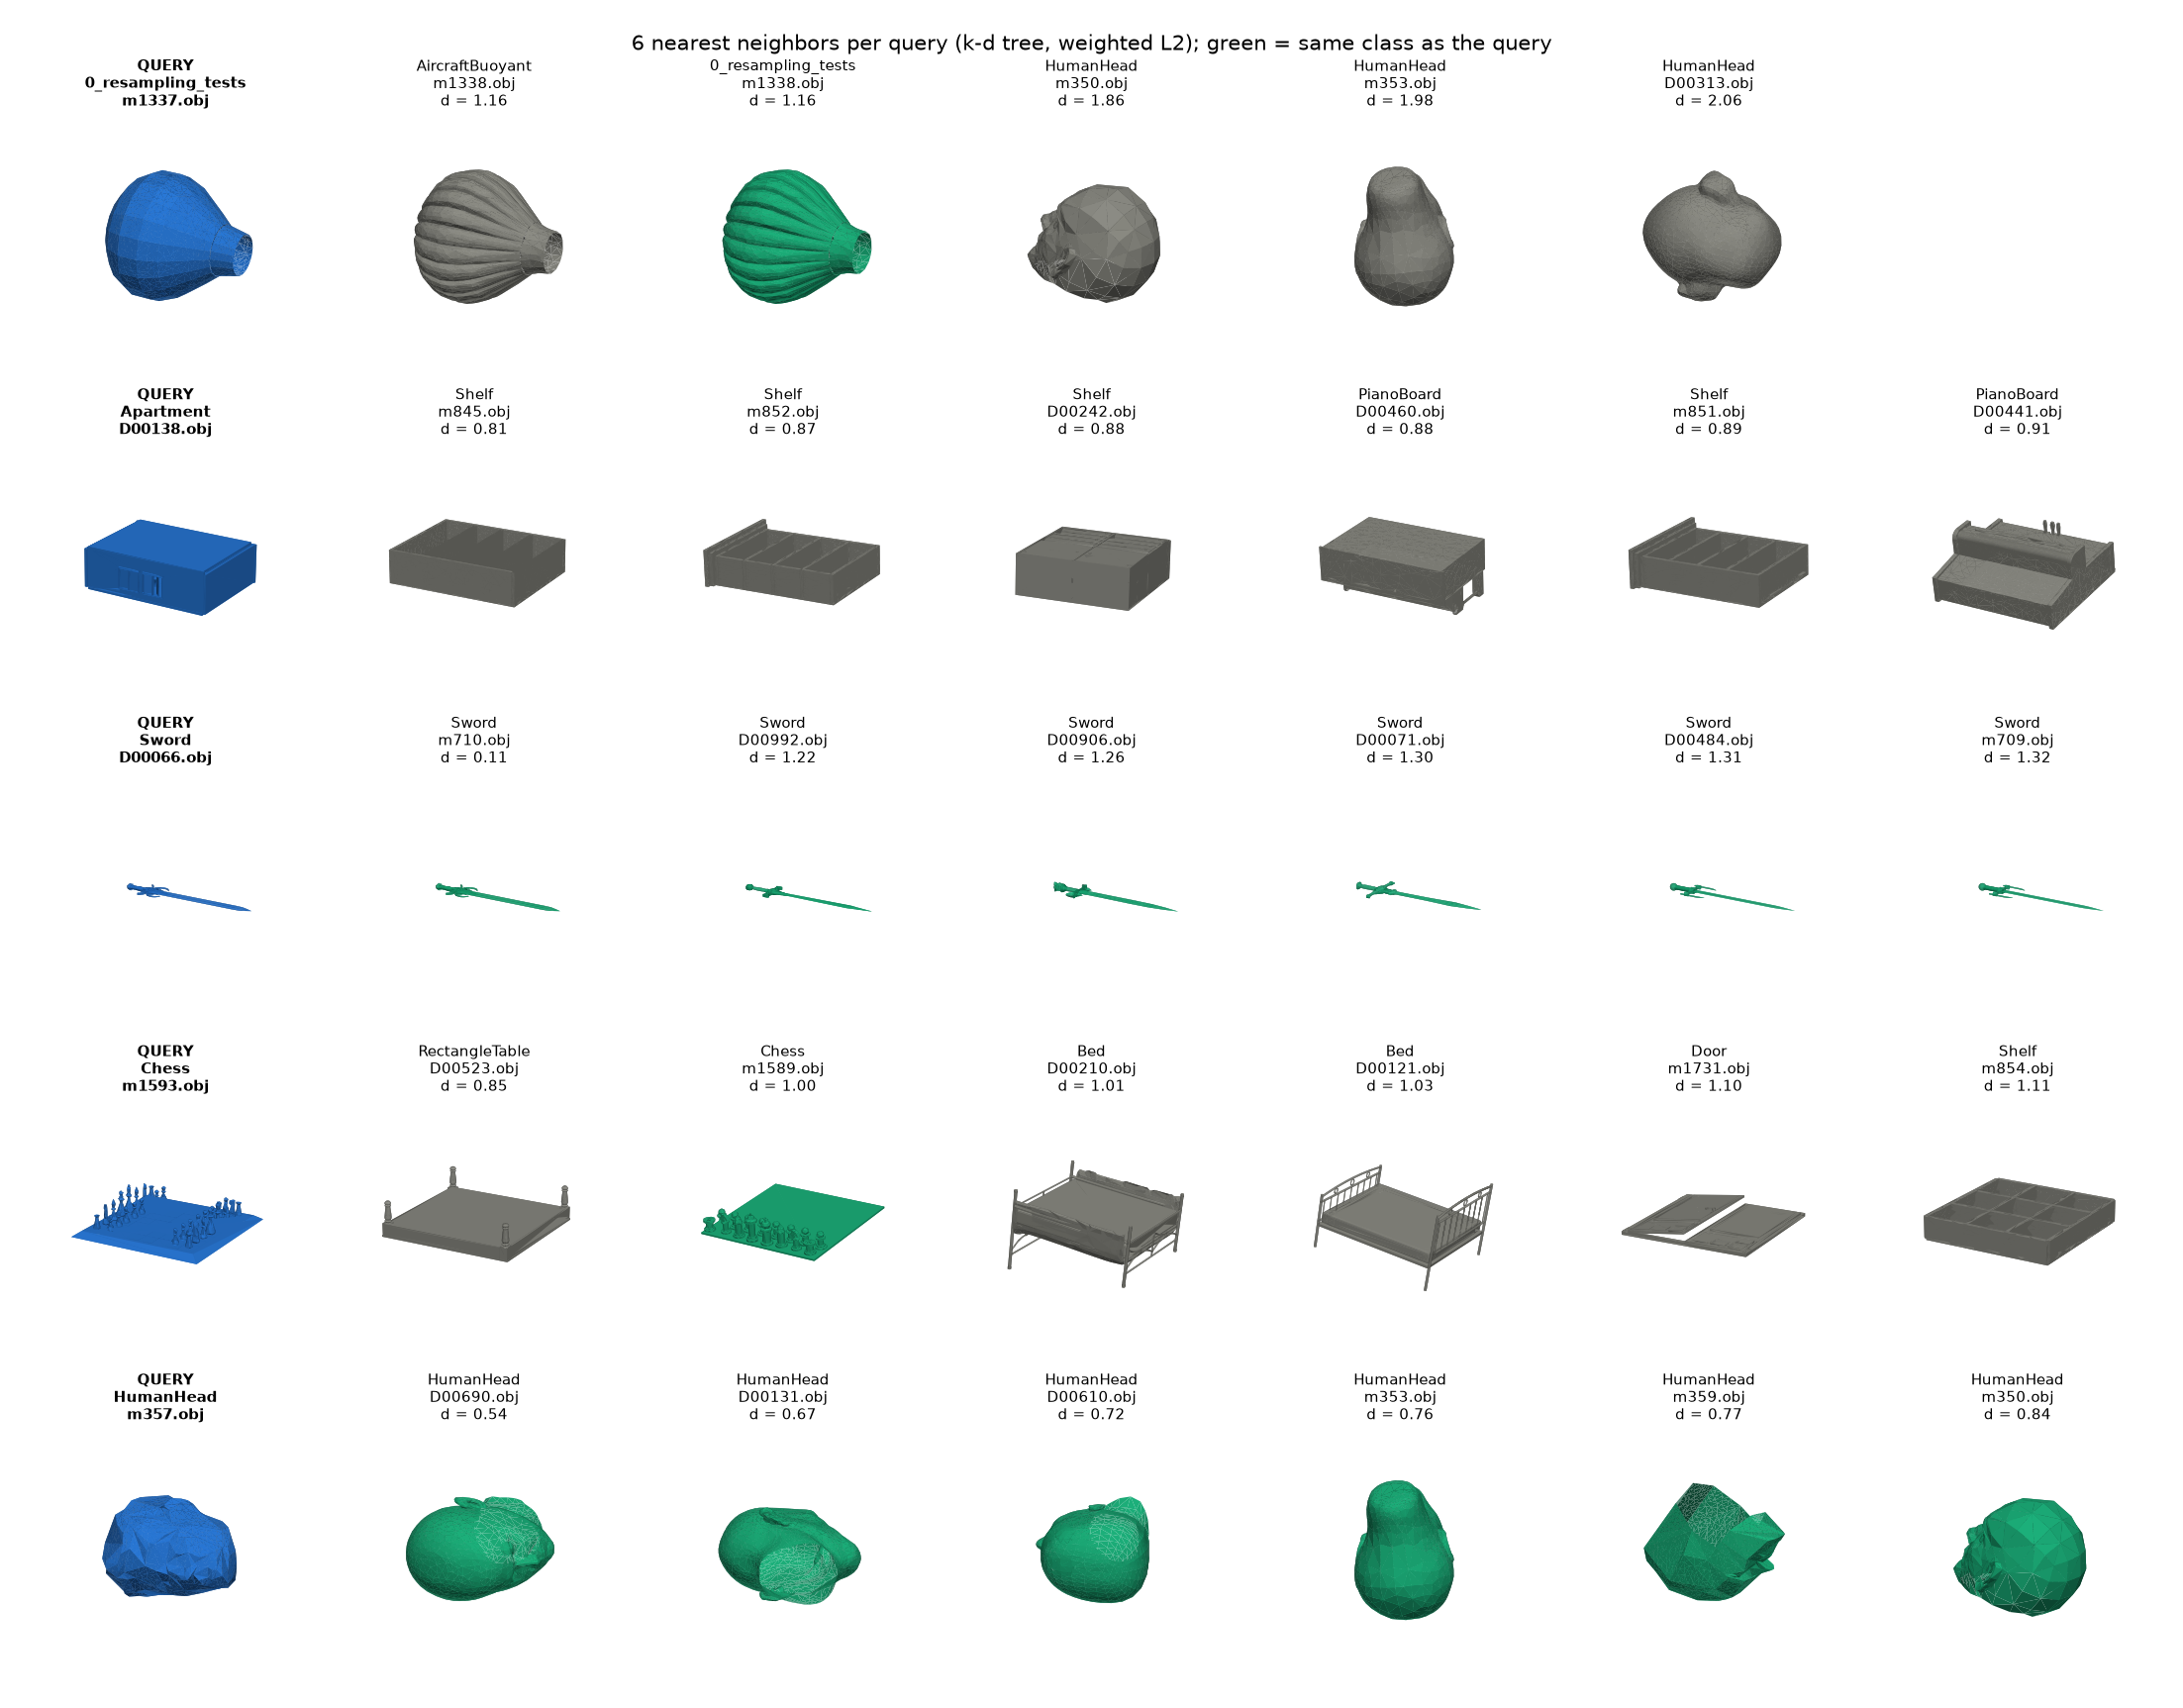 6 nearest neighbors per query (k-d tree, weighted L2); green = same class as the query
QUERY
0_resampling_tests
m1337.obj
AircraftBuoyant
m1338.obj
d = 1.16
0_resampling_tests
m1338.obj
d = 1.16
HumanHead
m350.obj
d = 1.86
HumanHead
m353.obj
d = 1.98
HumanHead
D00313.obj
d = 2.06
QUERY
Apartment
D00138.obj
Shelf
m845.obj
d = 0.81
Shelf
m852.obj
d = 0.87
Shelf
D00242.obj
d = 0.88
PianoBoard
D00460.obj
d = 0.88
Shelf
m851.obj
d = 0.89
PianoBoard
D00441.obj
d = 0.91
QUERY
Sword
D00066.obj
Sword
m710.obj
d = 0.11
Sword
D00992.obj
d = 1.22
Sword
D00906.obj
d = 1.26
Sword
D00071.obj
d = 1.30
Sword
D00484.obj
d = 1.31
Sword
m709.obj
d = 1.32
QUERY
Chess
m1593.obj
RectangleTable
D00523.obj
d = 0.85
Chess
m1589.obj
d = 1.00
Bed
D00210.obj
d = 1.01
Bed
D00121.obj
d = 1.03
Door
m1731.obj
d = 1.10
Shelf
m854.obj
d = 1.11
QUERY
HumanHead
m357.obj
HumanHead
D00690.obj
d = 0.54
HumanHead
D00131.obj
d = 0.67
HumanHead
D00610.obj
d = 0.72
HumanHead
m353.obj
d = 0.76
HumanHead
m359.obj
d = 0.77
HumanHead
m350.obj
d = 0.84